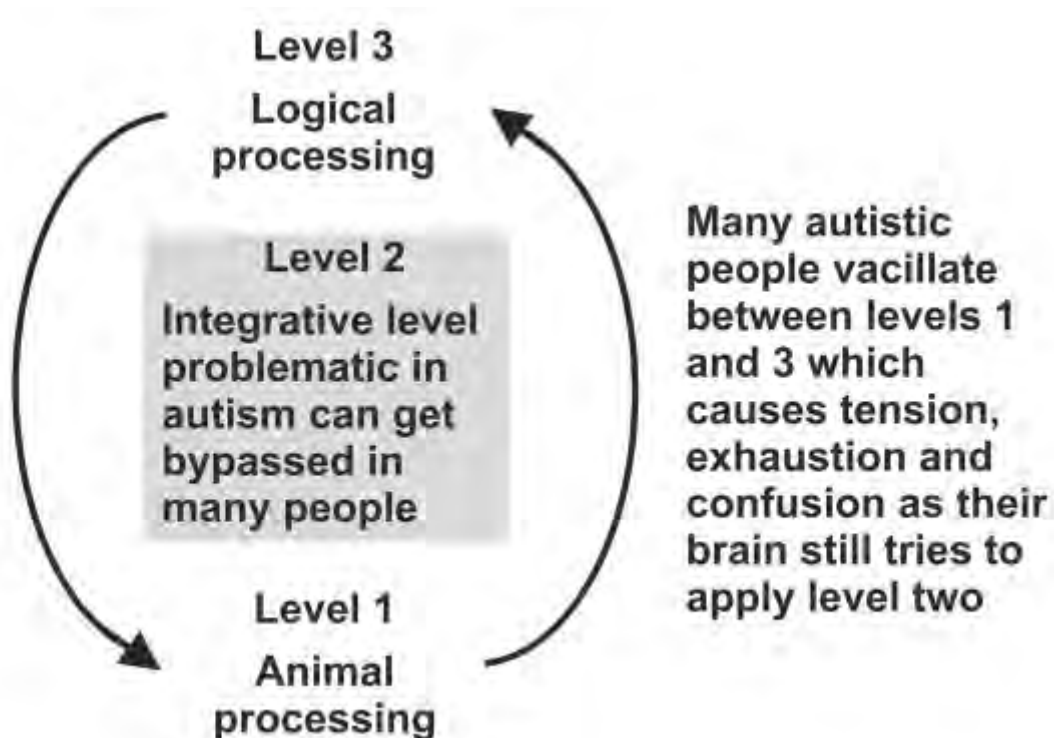 Level 3
Logical
processing
Level 2
Integrative level
problematic in
autism can get
bypassed in
many people
Level 1
Animal
processing
Many autistic
people vacillate
between levels 1
and 3 which
causes tension,
exhaustion and
confusion as their
brain still tries to
apply level two